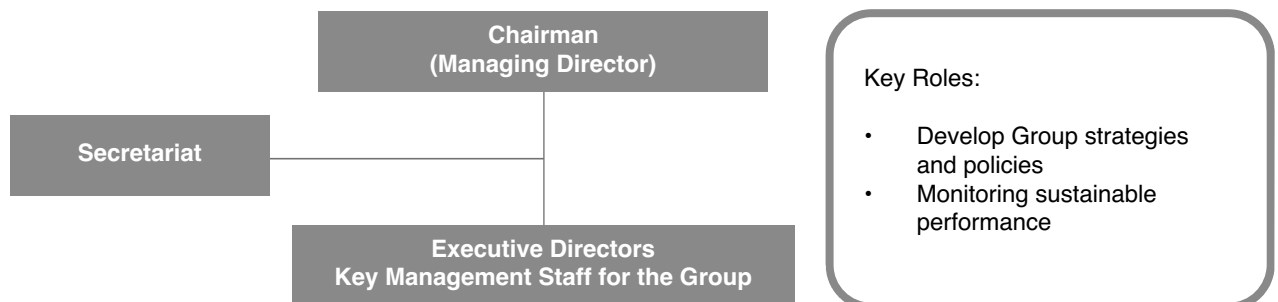 Chairman
(Managing Director)
Secretariat
Executive Directors
Key Management Staff for the Group
Key Roles:
• Develop Group strategies
and policies
• Monitoring sustainable
performance